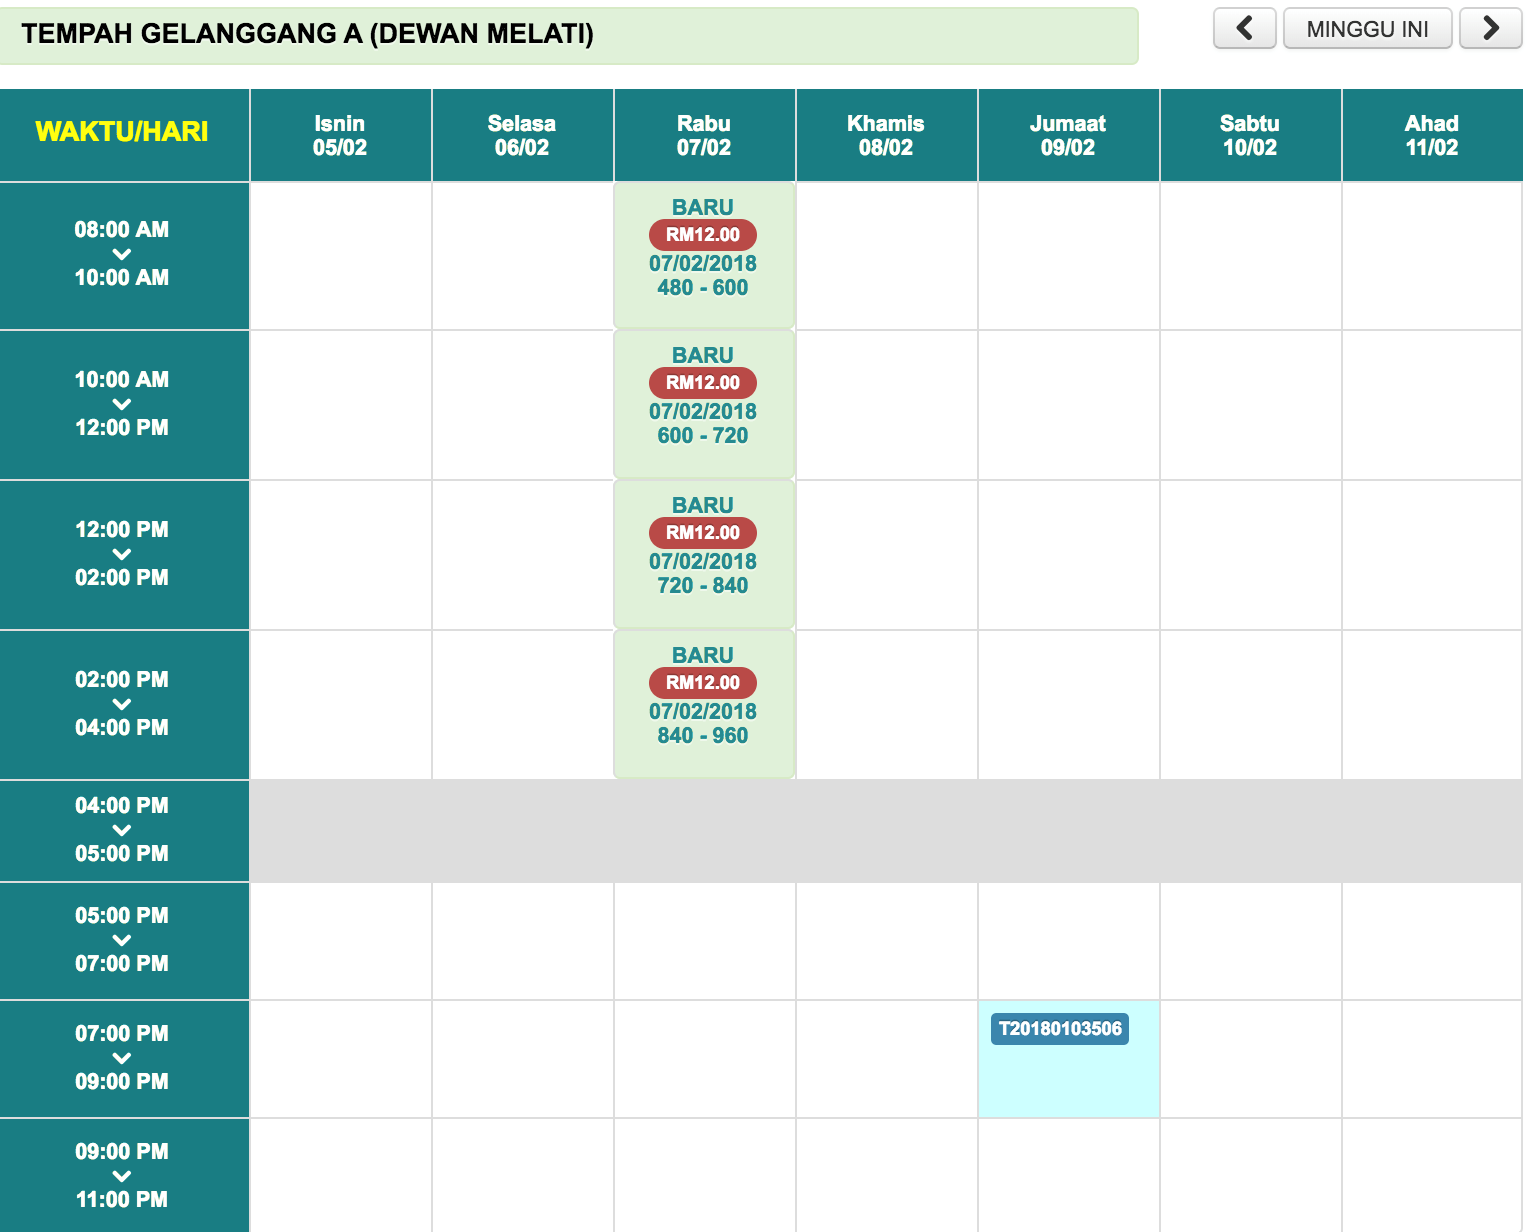 TEMPAH GELANGGANG A (DEWAN MELATI)
MINGGU INI
WAKTU/HARI
Isnin
05/02
Selasa
06/02
Rabu
07/02
Khamis
08/02
Jumaat
09/02
Sabtu
10/02
Ahad
11/02
08:00 AM
10:00 AM
BARU
RM12.00
07/02/2018
480 - 600
10:00 AM
12:00 PM
BARU
RM12.00
07/02/2018
600 - 720
12:00 PM
02:00 PM
BARU
RM12.00
07/02/2018
720 - 840
02:00 PM
04:00 PM
BARU
RM12.00
07/02/2018
840 - 960
04:00 PM
05:00 PM
05:00 PM
07:00 PM
07:00 PM
09:00 PM
T20180103506
09:00 PM
11:00 PM